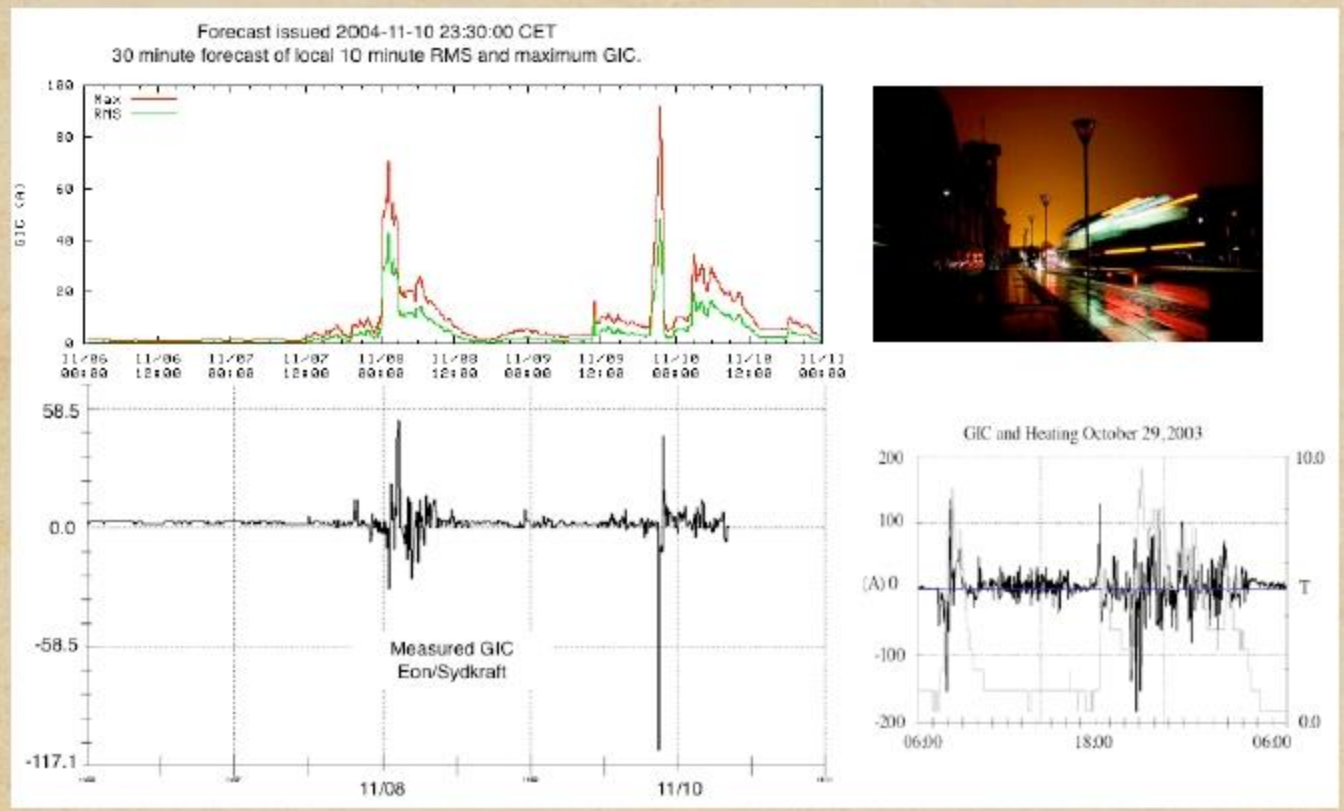 Forecast issued 2004-11-10 23:30:00 CET
30 minute forecast of local 10 minute RMS and maximum GIC.
100
Max
RMS
80
60
GIC (A)
40
20
0
11/06 11/06 11/07 11/07 11/08 11/08 11/09 11/09 11/10 11/10 11/11
00:00 12:00 00:00 12:00 00:00 12:00 00:00 12:00 00:00 12:00 00:00
58.5
0.0
-58.5
Measured GIC
Eon/Sydkraft
-117.1
11/08 11/10
GIC and Heating October 29, 2003
200 10.0
100
(A) 0 T
-100
-200 0.0
06:00 18:00 06:00